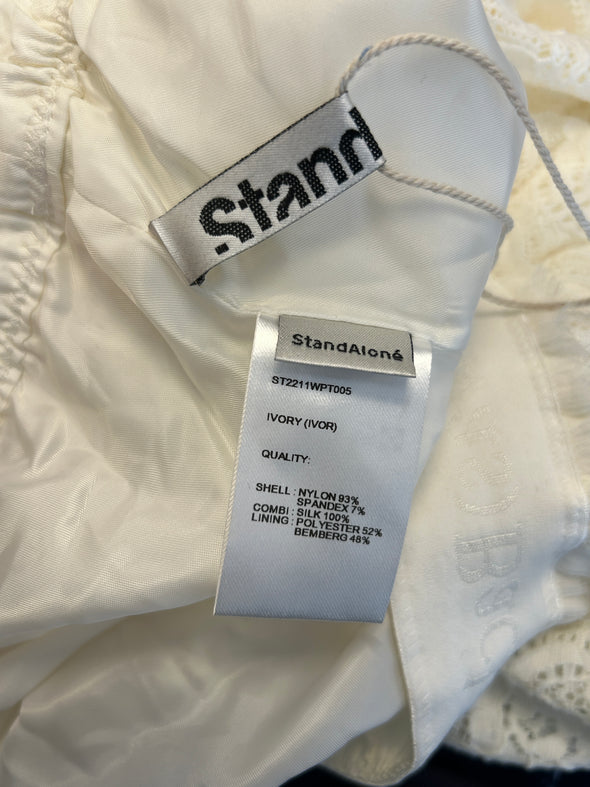 Stand
StandAloné
ST2211WPT005
IVORY (IVOR)
QUALITY:
SHELL : NYLON 93%
SPANDEX 7%
COMBI : SILK 100%
LINING : POLYESTER 52%
BEMBERG 48%